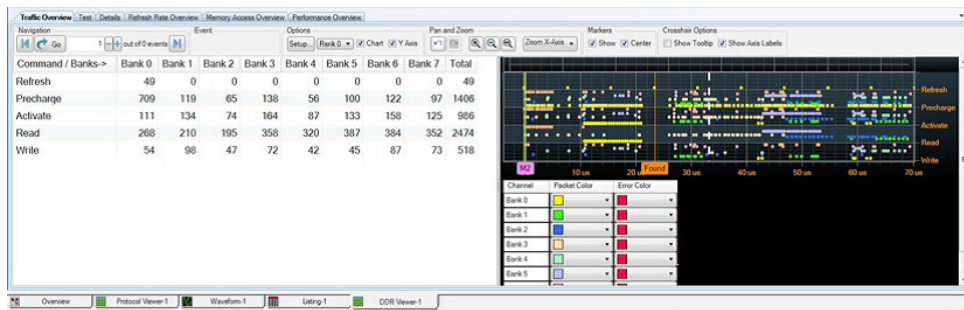 Traffic Overview Test Details Refresh Rate Overview Memory Access Overview Performance Overview
Navigation Event Options Pan and Zoom Markers Crosshair Options
Go 1 out of 0 events Setup... Rank 0 Chart Y Axis Zoom X-Axis Show Center Show Tooltip Show Axis Labels
Command / Banks-> Bank 0 Bank 1 Bank 2 Bank 3 Bank 4 Bank 5 Bank 6 Bank 7 Total
Refresh 49 0 0 0 0 0 0 0 49
Precharge 709 119 65 138 56 100 122 97 1406
Activate 111 134 74 164 87 133 158 125 986
Read 268 210 195 358 320 387 384 352 2474
Write 54 98 47 72 42 45 87 73 518
Refresh
Precharge
Activate
Read
Write
M2 10 us 20 us Found 30 us 40 us 50 us 60 us 70 us
Channel Packet Color Error Color
Bank 0
Bank 1
Bank 2
Bank 3
Bank 4
Bank 5
Overview Protocol Viewer-1 Waveform-1 Listing-1 DDR Viewer-1